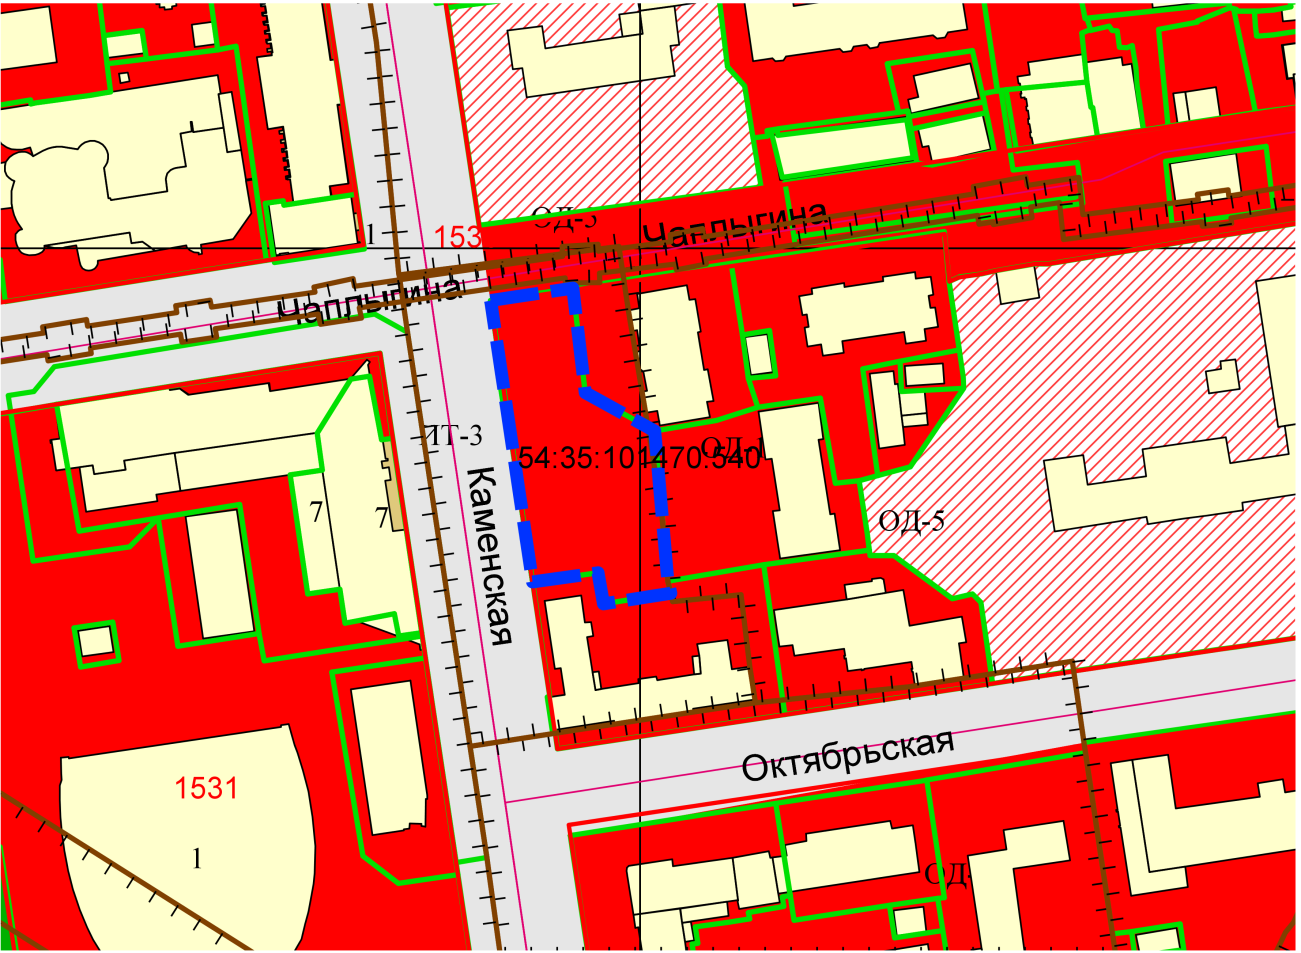 ОД-5
1
153
Чаплыгина
Чаплыгина
ИТ-3
54:35:101470:540
ОД-1
7
7
ОД-5
Каменская
Октябрьская
1531
1
ОД-